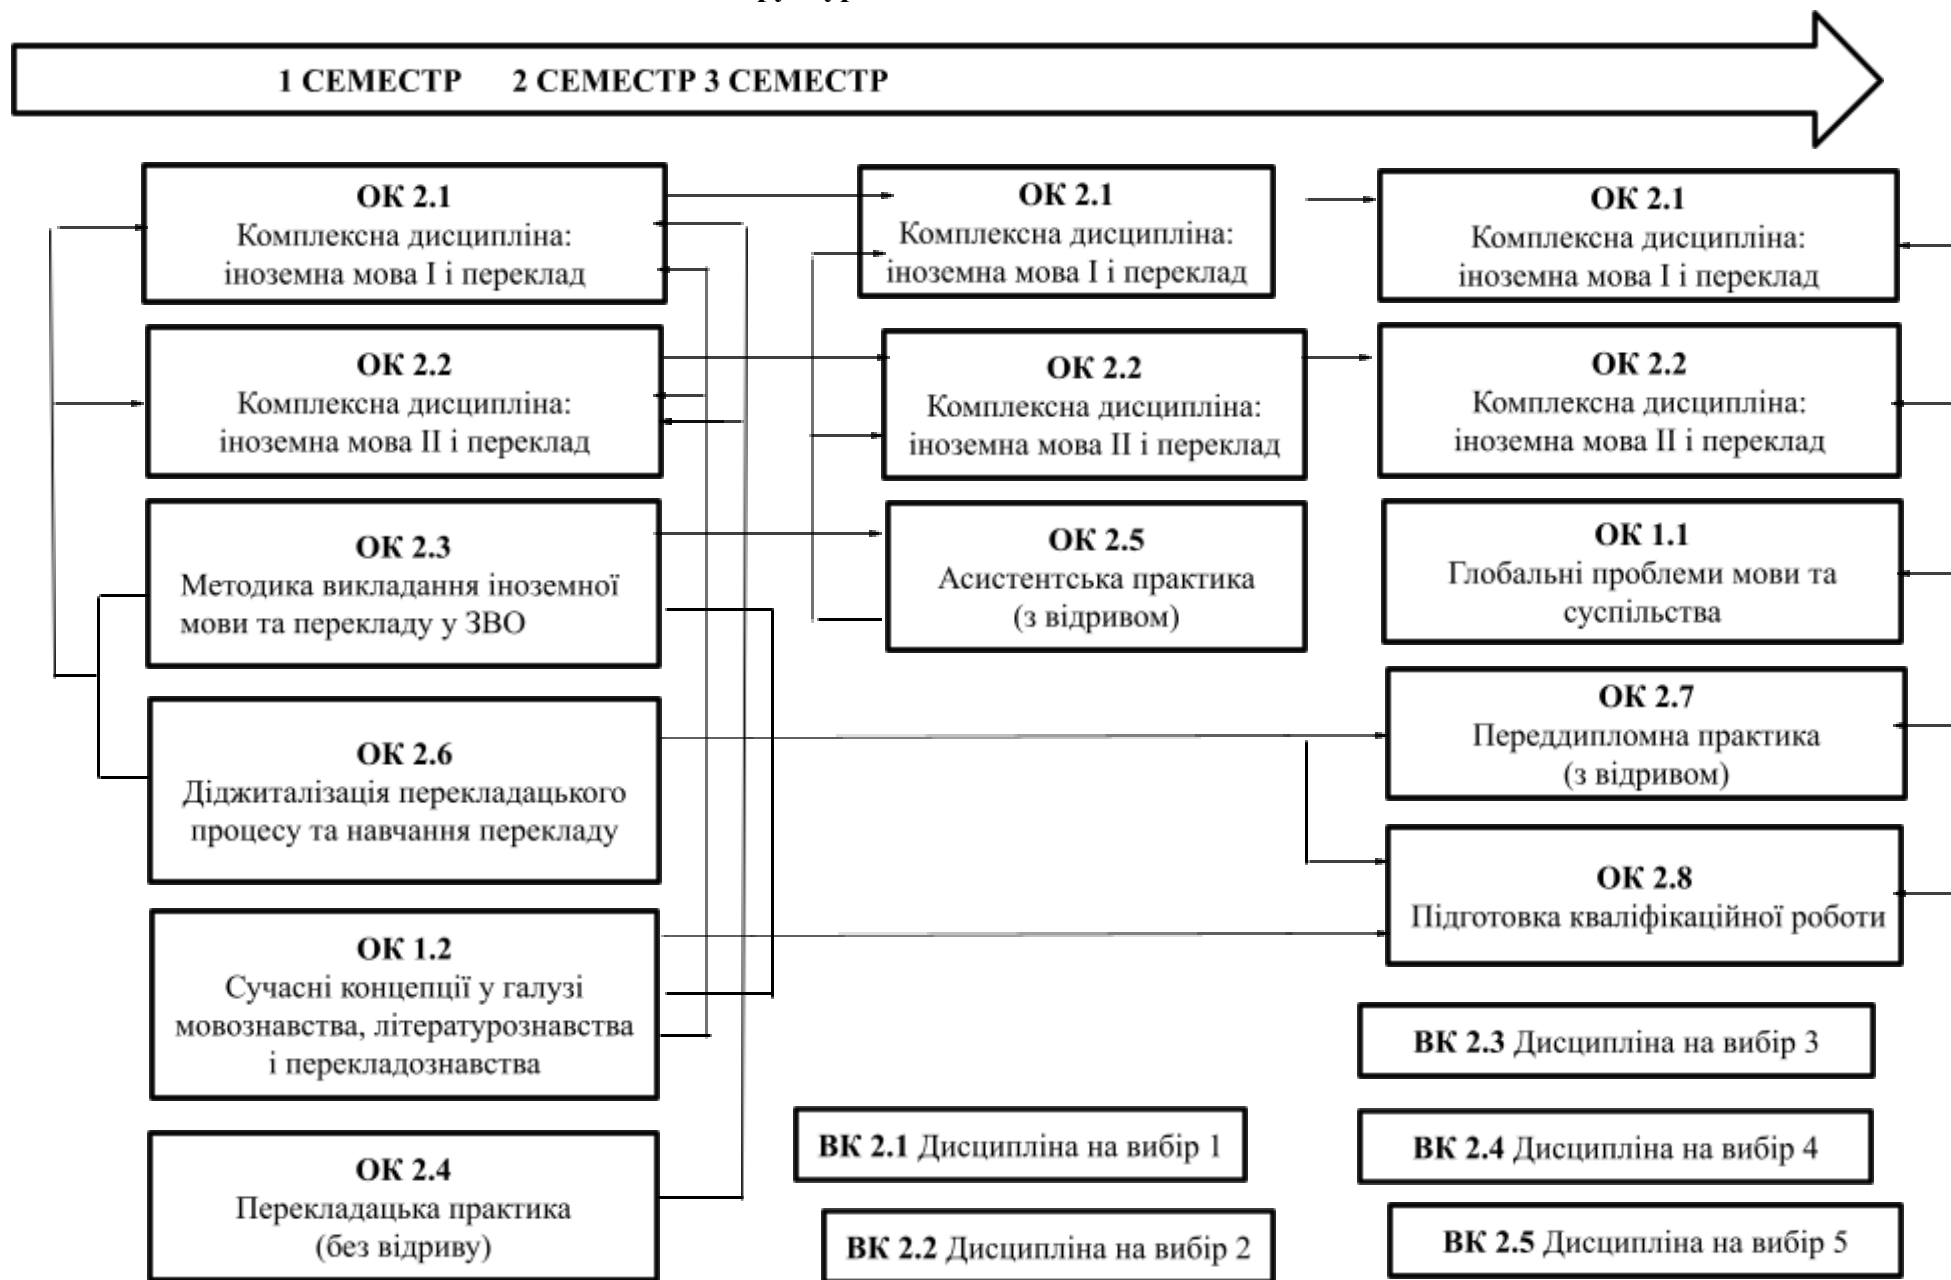 1 СЕМЕСТР 2 СЕМЕСТР 3 СЕМЕСТР
ОК 2.1
Комплексна дисципліна:
іноземна мова І і переклад
ОК 2.2
Комплексна дисципліна:
іноземна мова ІІ і переклад
ОК 2.3
Методика викладання іноземної
мови та перекладу у ЗВО
ОК 2.6
Діджиталізація перекладацького
процесу та навчання перекладу
ОК 1.2
Сучасні концепції у галузі
мовознавства, літературознавства
і перекладознавства
ОК 2.4
Перекладацька практика
(без відриву)
ОК 2.1
Комплексна дисципліна:
іноземна мова І і переклад
ОК 2.2
Комплексна дисципліна:
іноземна мова ІІ і переклад
ОК 2.5
Асистентська практика
(з відривом)
ВК 2.1 Дисципліна на вибір 1
ВК 2.2 Дисципліна на вибір 2
ОК 2.1
Комплексна дисципліна:
іноземна мова І і переклад
ОК 2.2
Комплексна дисципліна:
іноземна мова ІІ і переклад
ОК 1.1
Глобальні проблеми мови та
суспільства
ОК 2.7
Переддипломна практика
(з відривом)
ОК 2.8
Підготовка кваліфікаційної роботи
ВК 2.3 Дисципліна на вибір 3
ВК 2.4 Дисципліна на вибір 4
ВК 2.5 Дисципліна на вибір 5